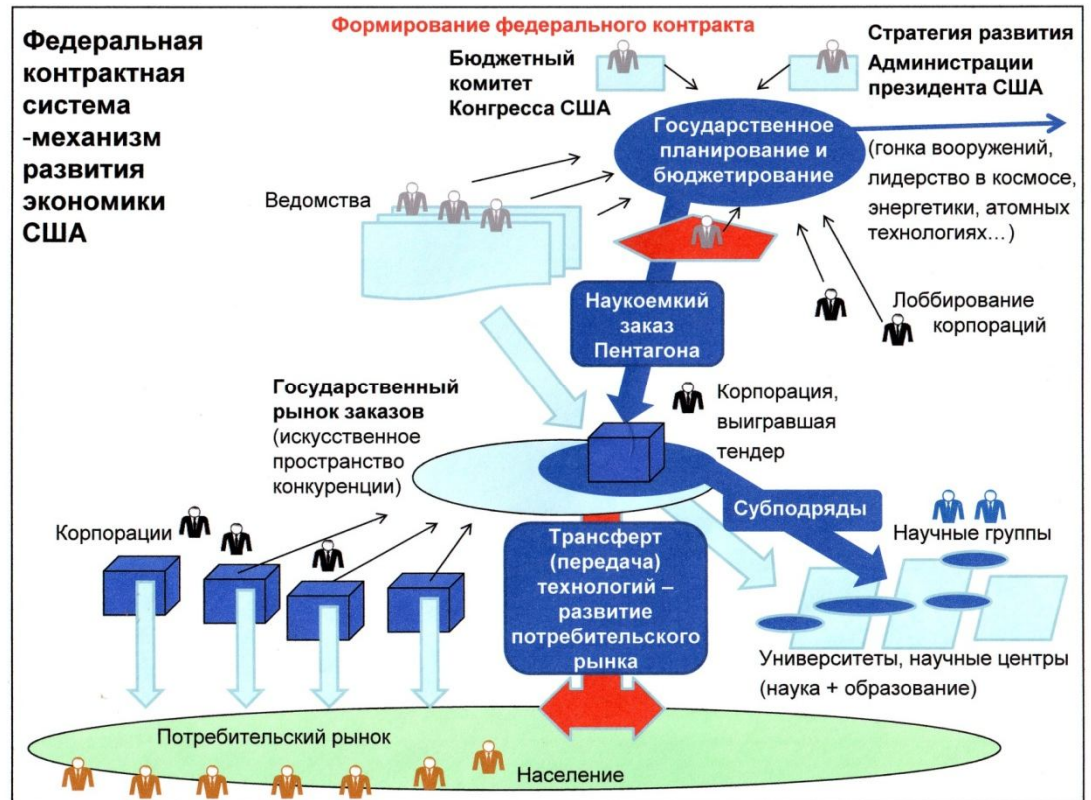 Федеральная
контрактная
система
-механизм
развития
экономики
США
Формирование федерального контракта
Бюджетный
комитет
Конгресса США
Стратегия развития
Администрации
президента США
Государственное
планирование и
бюджетирование
(гонка вооружений,
лидерство в космосе,
энергетики, атомных
технологиях...)
Ведомства
Наукоемкий
заказ
Пентагона
Лоббирование
корпораций
Государственный
рынок заказов
(искусственное
пространство
конкуренции)
Корпорация,
выигравшая
тендер
Корпорации
Субподряды
Научные группы
Трансферт
(передача)
технологий –
развитие
потребительского
рынка
Университеты, научные центры
(наука + образование)
Потребительский рынок
Население